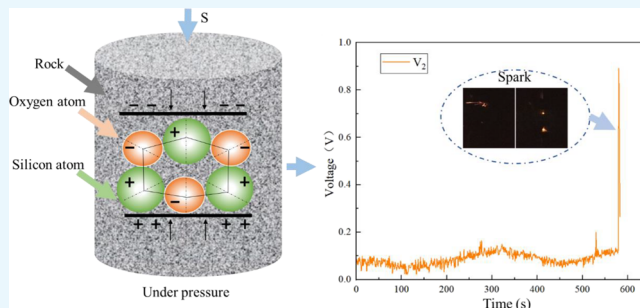 S
Rock
Oxygen atom
Silicon atom
− − − −
+
− −
+ +
−
+ + + +
Under pressure
V2
Spark
Voltage（V）
1.0
0.8
0.6
0.4
0.2
0.0
0 100 200 300 400 500 600
Time (s)